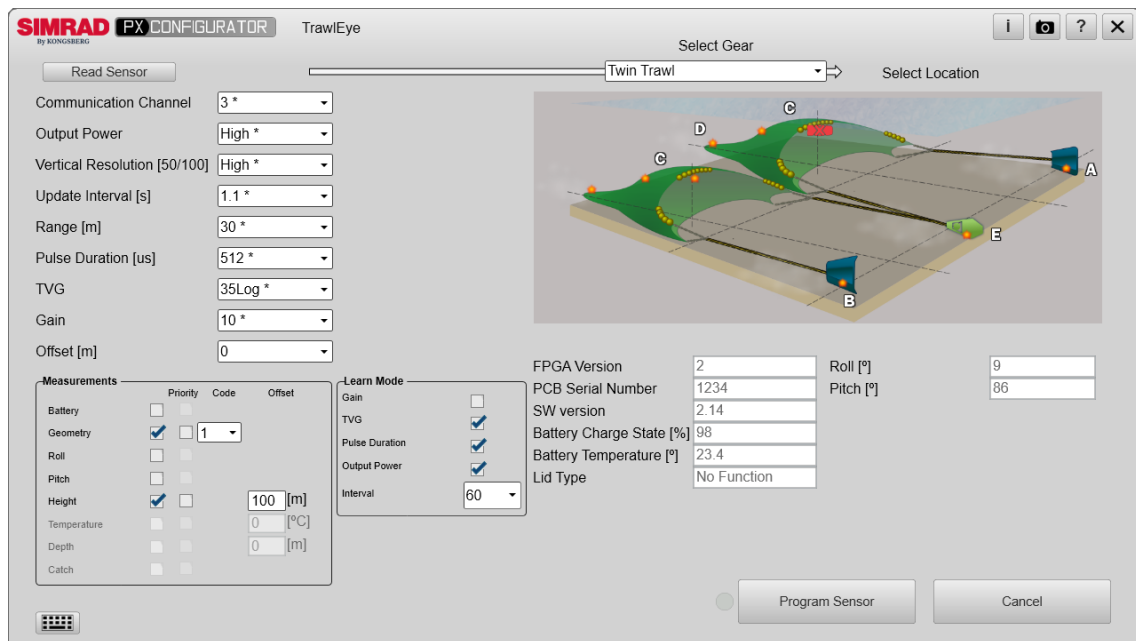 SIMRAD PX CONFIGURATOR TrawlEye i ? X
By KONGSBERG
Select Gear
Read Sensor Twin Trawl Select Location
Communication Channel 3 *
Output Power High *
Vertical Resolution [50/100] High *
Update Interval [s] 1.1 *
Range [m] 30 *
Pulse Duration [us] 512 *
TVG 35Log *
Gain 10 *
Offset [m] 0
C
D
C
A
E
B
Measurements
Priority Code Offset
Battery
Geometry 1
Roll
Pitch
Height 100 [m]
Temperature 0 [ºC]
Depth 0 [m]
Catch
Learn Mode
Gain
TVG
Pulse Duration
Output Power
Interval 60
FPGA Version 2
PCB Serial Number 1234
SW version 2.14
Battery Charge State [%] 98
Battery Temperature [º] 23.4
Lid Type No Function
Roll [º] 9
Pitch [º] 86
Program Sensor Cancel